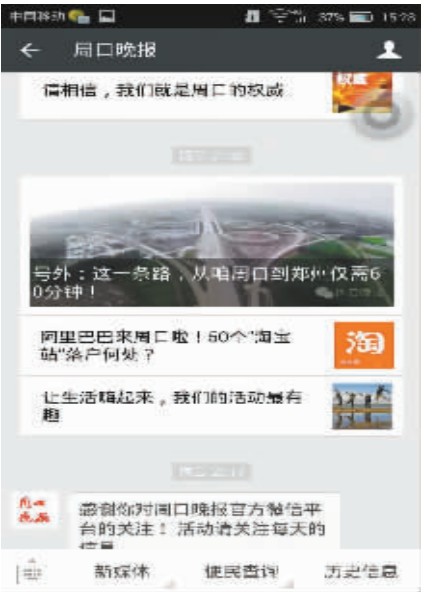 中国移动
37%
15:28
周口晚报
信相信，我们就是周口的权威
权威
号外：这一条路，从咱周口到郑州仅需6
0分钟！
阿里巴巴来周口啦！50个"淘宝
站"落户何处？
淘
让生活嗨起来，我们的活动最有
趣
感谢你对周口晚报官方微信平
台的关注！活动请关注每天的
信息
新媒体
便民查询
历史信息